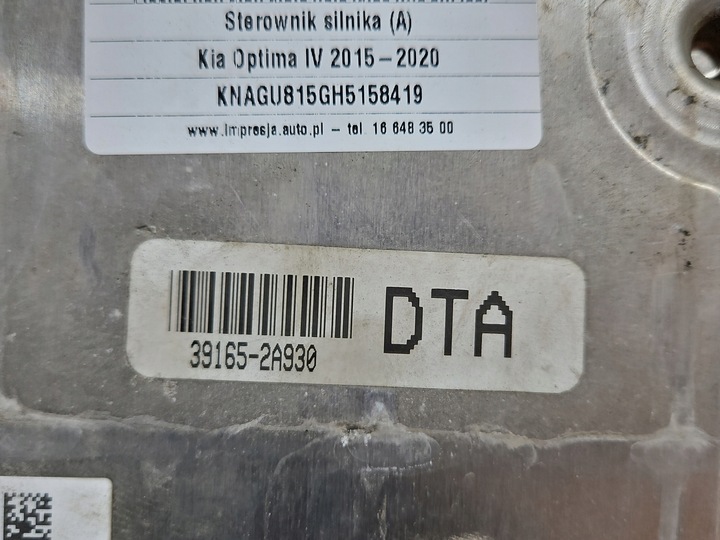 Sterownik silnika (A)
Kia Optima IV 2015-2020
KNAGU815GH5158419
www.impresja.auto.pl - tel. 16 648 35 00
DTA
39165-2A930